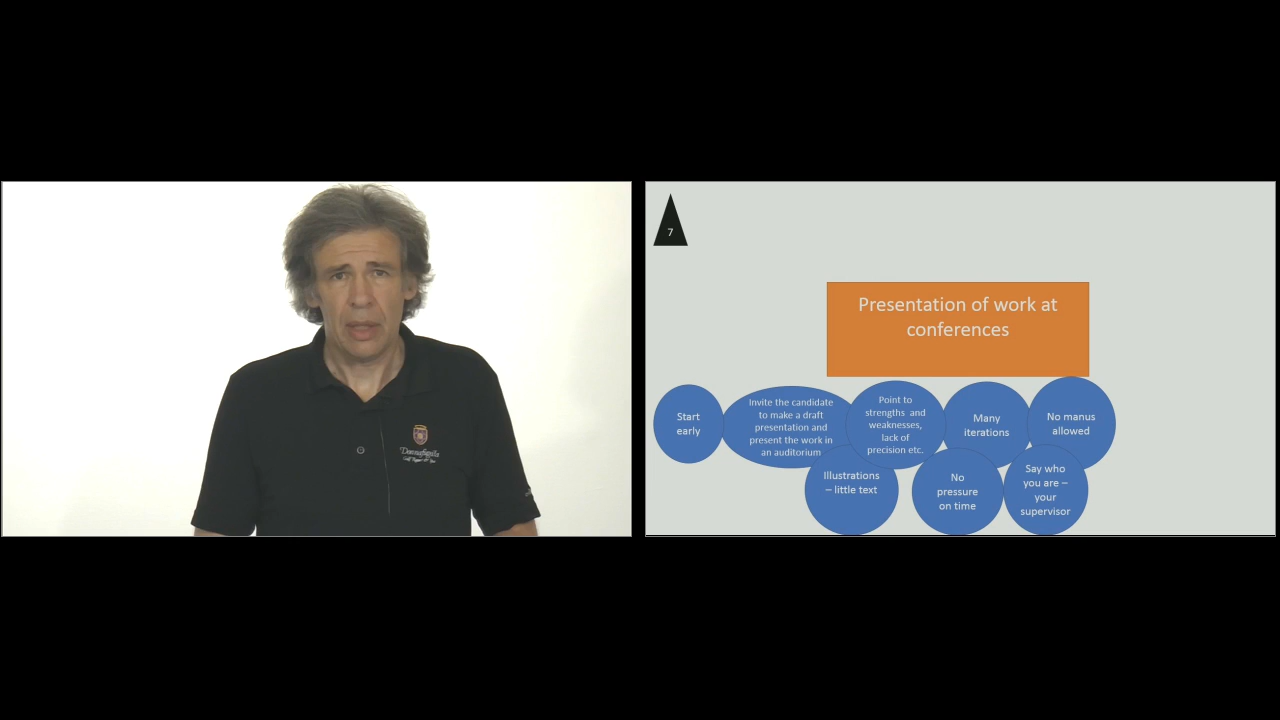 7
Presentation of work at
conferences
Start
early
Invite the candidate
to make a draft
presentation and
present the work in
an auditorium
Point to
strengths and
weaknesses,
lack of
precision etc.
Many
iterations
No manus
allowed
Illustrations
– little text
No
pressure
on time
Say who
you are –
your
supervisor
Donnafugata